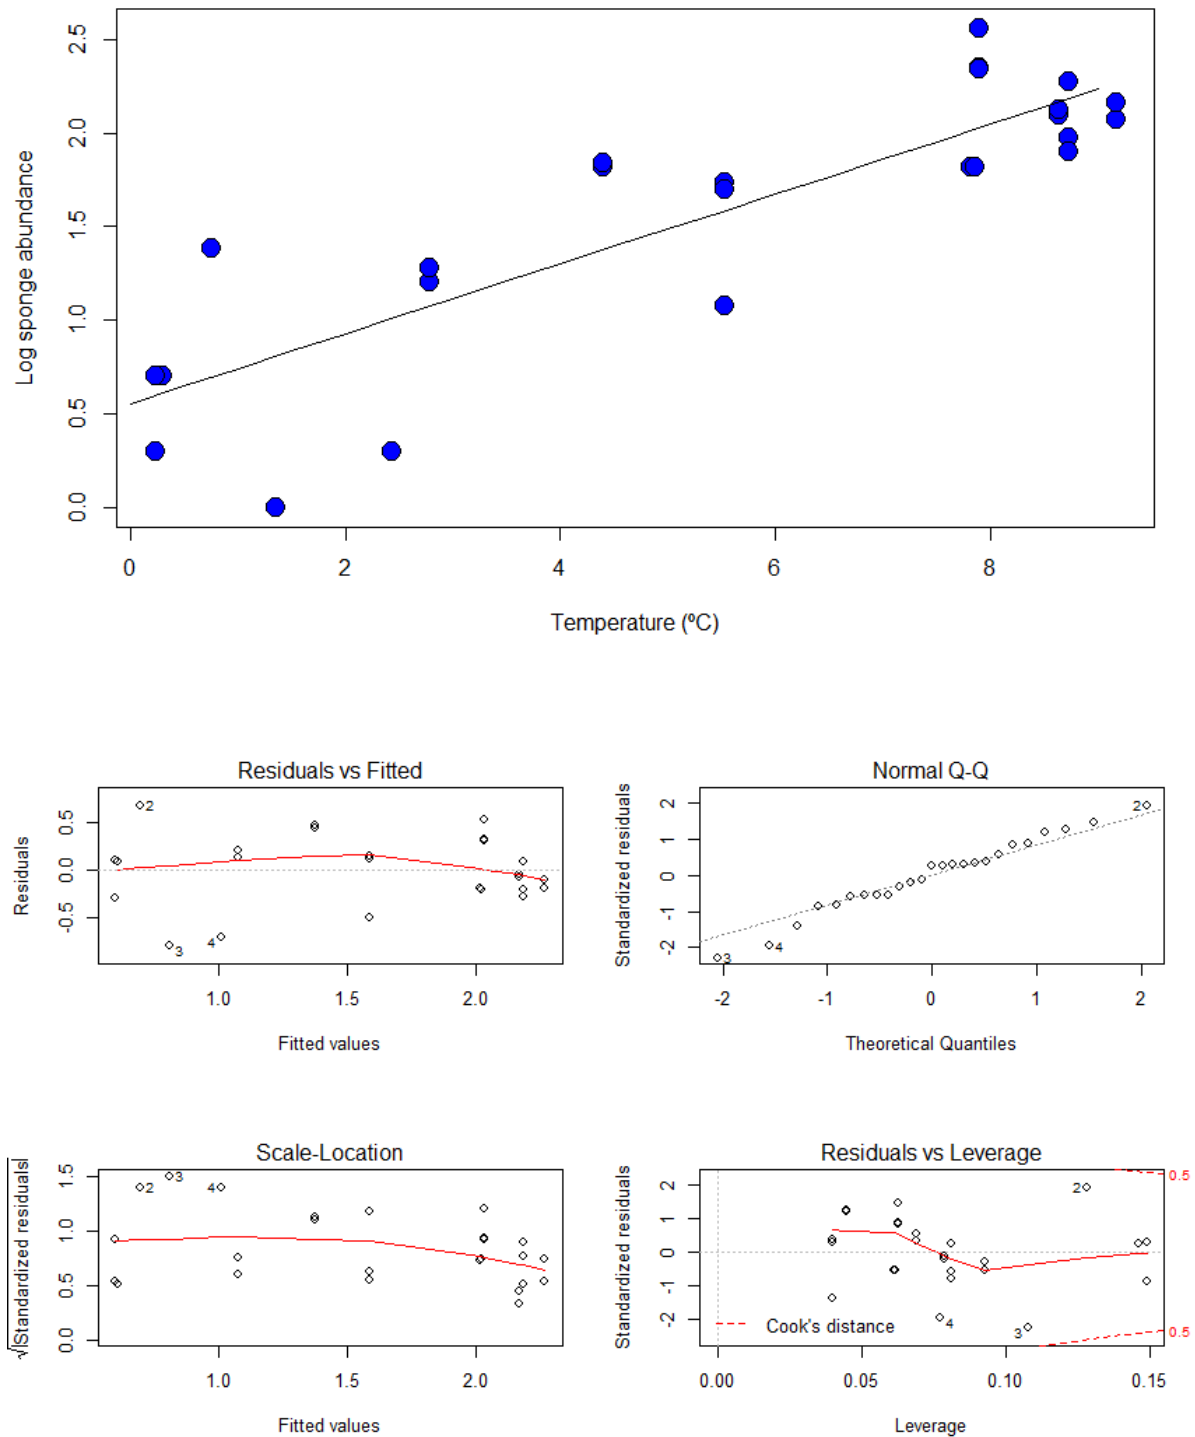 Log sponge abundance
2.5
2.0
1.5
1.0
0.5
0.0
0 2 4 6 8
Temperature (ºC)
Residuals vs Fitted
Residuals
0.5
0.0
-0.5
2
3
4
1.0 1.5 2.0
Fitted values
Normal Q-Q
Standardized residuals
2
1
0
-1
-2
2
4
3
-2 -1 0 1 2
Theoretical Quantiles
Scale-Location
√|Standardized residuals|
1.5
1.0
0.5
0.0
2
3
4
1.0 1.5 2.0
Fitted values
Residuals vs Leverage
Standardized residuals
2
1
0
-1
-2
2
4
3
0.5
0.5
Cook's distance
0.00 0.05 0.10 0.15
Leverage